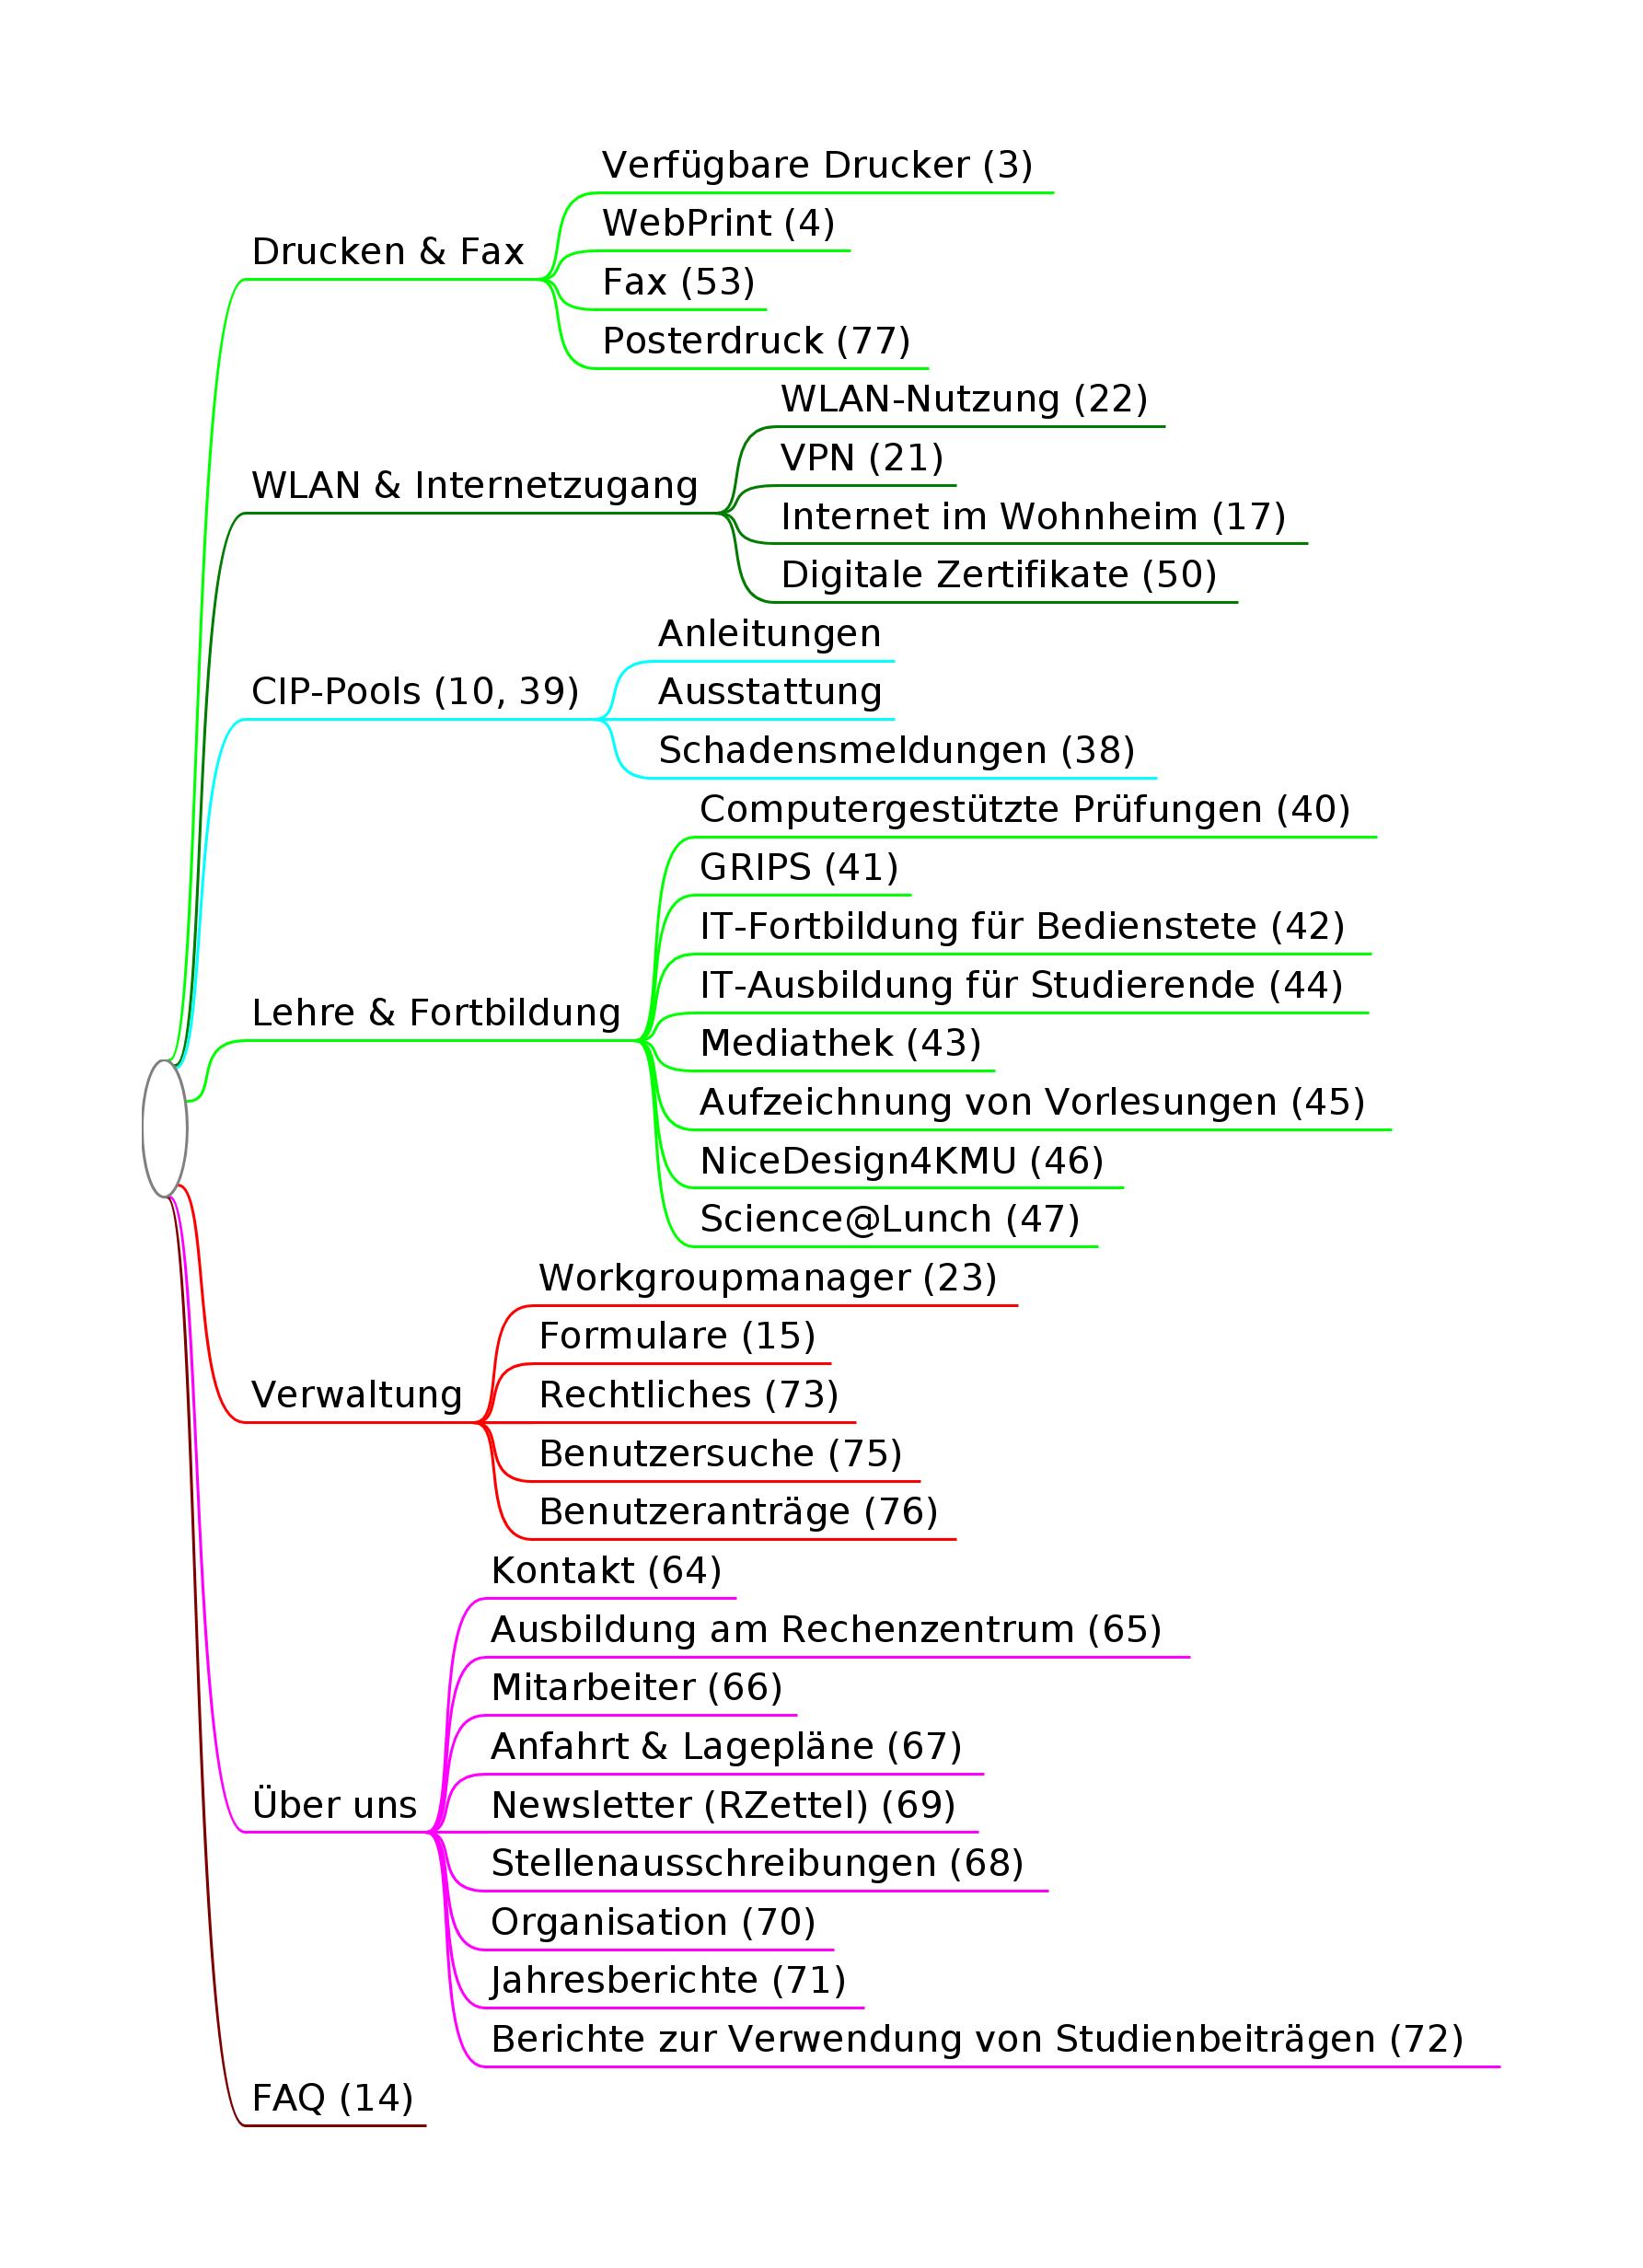 Verfügbare Drucker (3)
WebPrint (4)
Drucken & Fax
Fax (53)
Posterdruck (77)
WLAN-Nutzung (22)
VPN (21)
WLAN & Internetzugang
Internet im Wohnheim (17)
Digitale Zertifikate (50)
Anleitungen
CIP-Pools (10, 39)
Ausstattung
Schadensmeldungen (38)
Computergestützte Prüfungen (40)
GRIPS (41)
IT-Fortbildung für Bedienstete (42)
IT-Ausbildung für Studierende (44)
Lehre & Fortbildung
Mediathek (43)
Aufzeichnung von Vorlesungen (45)
NiceDesign4KMU (46)
Science@Lunch (47)
Workgroupmanager (23)
Formulare (15)
Verwaltung
Rechtliches (73)
Benutzersuche (75)
Benutzeranträge (76)
Kontakt (64)
Ausbildung am Rechenzentrum (65)
Mitarbeiter (66)
Anfahrt & Lagepläne (67)
Über uns
Newsletter (RZettel) (69)
Stellenausschreibungen (68)
Organisation (70)
Jahresberichte (71)
Berichte zur Verwendung von Studienbeiträgen (72)
FAQ (14)